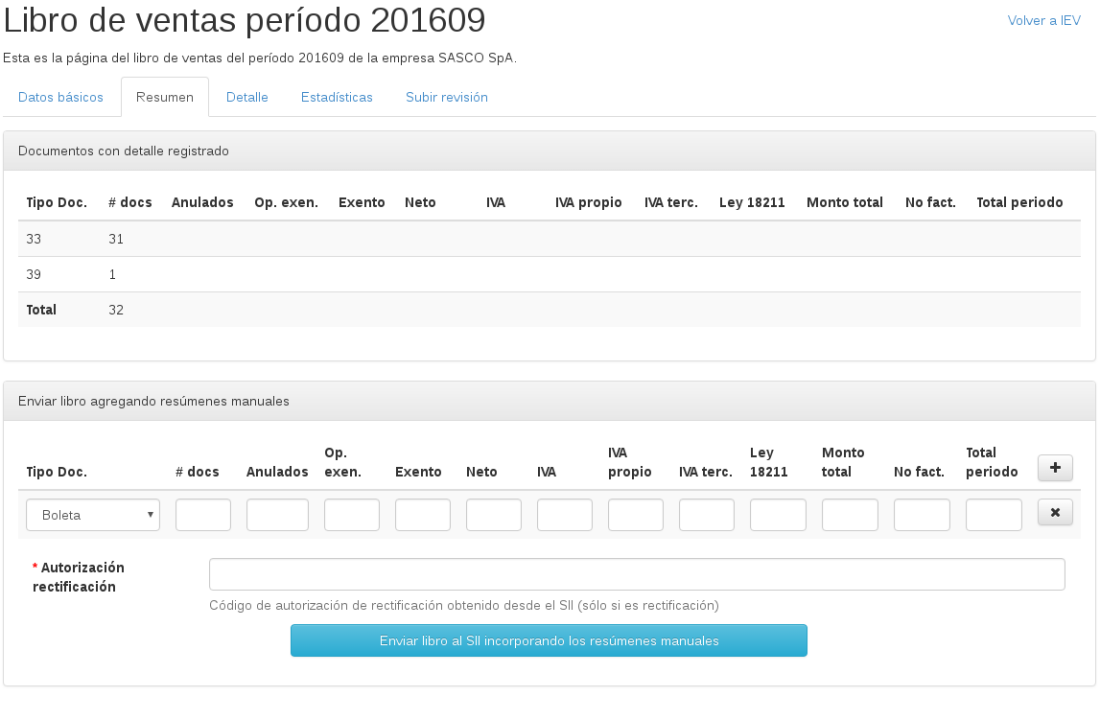 Libro de ventas período 201609
Volver a IEV
Esta es la página del libro de ventas del período 201609 de la empresa SASCO SpA.
Datos básicos Resumen Detalle Estadísticas Subir revisión
Documentos con detalle registrado
Tipo Doc. # docs Anulados Op. exen. Exento Neto IVA IVA propio IVA terc. Ley 18211 Monto total No fact. Total periodo
33 31
39 1
Total 32
Enviar libro agregando resúmenes manuales
Tipo Doc. # docs Anulados Op. exen. Exento Neto IVA IVA propio IVA terc. Ley 18211 Monto total No fact. Total periodo
Boleta
* Autorización
rectificación
Código de autorización de rectificación obtenido desde el SII (sólo si es rectificación)
Enviar libro al SII incorporando los resúmenes manuales